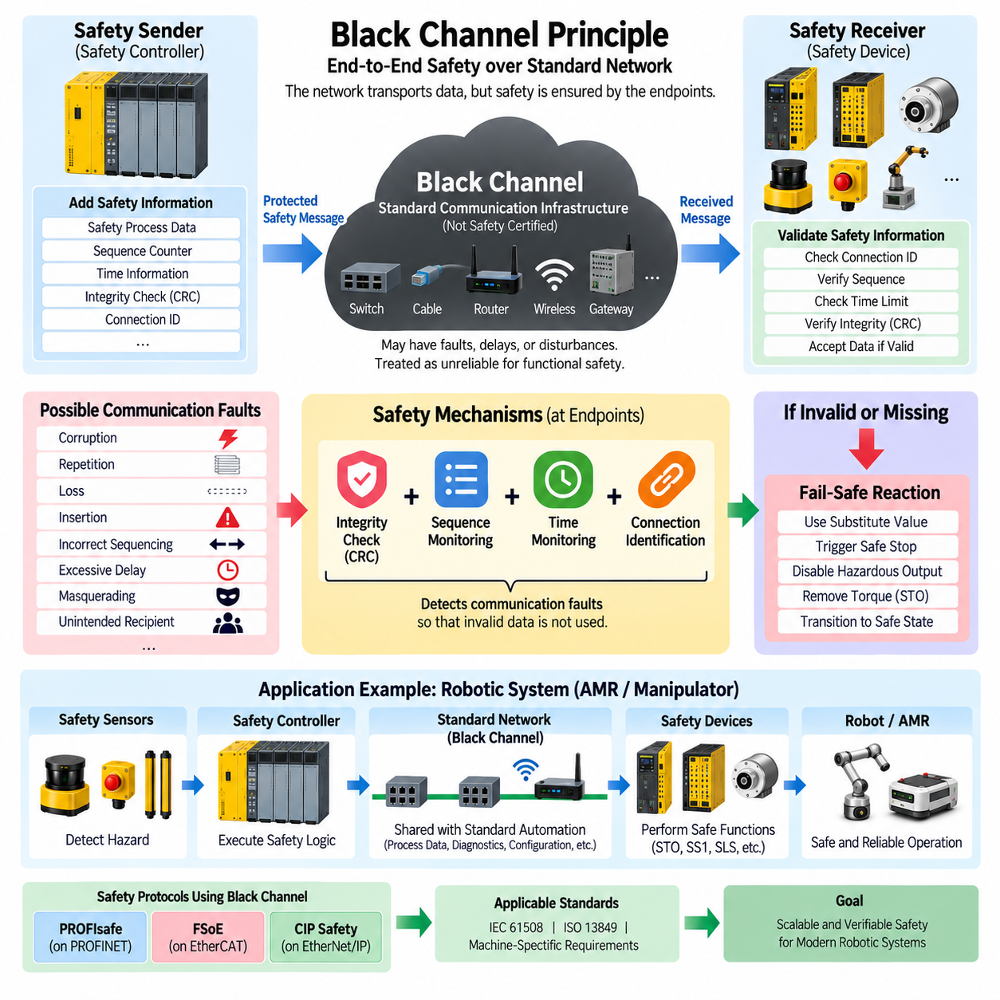 Safety Sender
(Safety Controller)
Add Safety Information
Safety Process Data
Sequence Counter
Time Information
Integrity Check (CRC)
Connection ID
...
Black Channel Principle
End-to-End Safety over Standard Network
The network transports data, but safety is ensured by the endpoints.
Protected
Safety Message
Black Channel
Standard Communication Infrastructure
(Not Safety Certified)
Switch
Cable
Router
Wireless
Gateway
...
May have faults, delays, or disturbances.
Treated as unreliable for functional safety.
Received
Message
Safety Receiver
(Safety Device)
...
Validate Safety Information
Check Connection ID
Verify Sequence
Check Time Limit
Verify Integrity (CRC)
Accept Data if Valid
Possible Communication Faults
Corruption
Repetition
Loss
Insertion
Incorrect Sequencing
Excessive Delay
Masquerading
Unintended Recipient
...
Safety Mechanisms (at Endpoints)
Integrity
Check
(CRC)
+
Sequence
Monitoring
+
Time
Monitoring
+
Connection
Identification
Detects communication faults
so that invalid data is not used.
If Invalid or Missing
Fail-Safe Reaction
Use Substitute Value
Trigger Safe Stop
Disable Hazardous Output
Remove Torque (STO)
Transition to Safe State
Application Example: Robotic System (AMR / Manipulator)
Safety Sensors
Detect Hazard
Safety Controller
Execute Safety Logic
Standard Network
(Black Channel)
Shared with Standard Automation
(Process Data, Diagnostics, Configuration, etc.)
Safety Devices
Perform Safe Functions
(STO, SS1, SLS, etc.)
Robot / AMR
Safe and Reliable Operation
Safety Protocols Using Black Channel
PROFIsafe
(on PROFINET)
FSoE
(on EtherCAT)
CIP Safety
(on EtherNet/IP)
Applicable Standards
IEC 61508 | ISO 13849 |
Machine-Specific Requirements
Goal
Scalable and Verifiable Safety
for Modern Robotic Systems